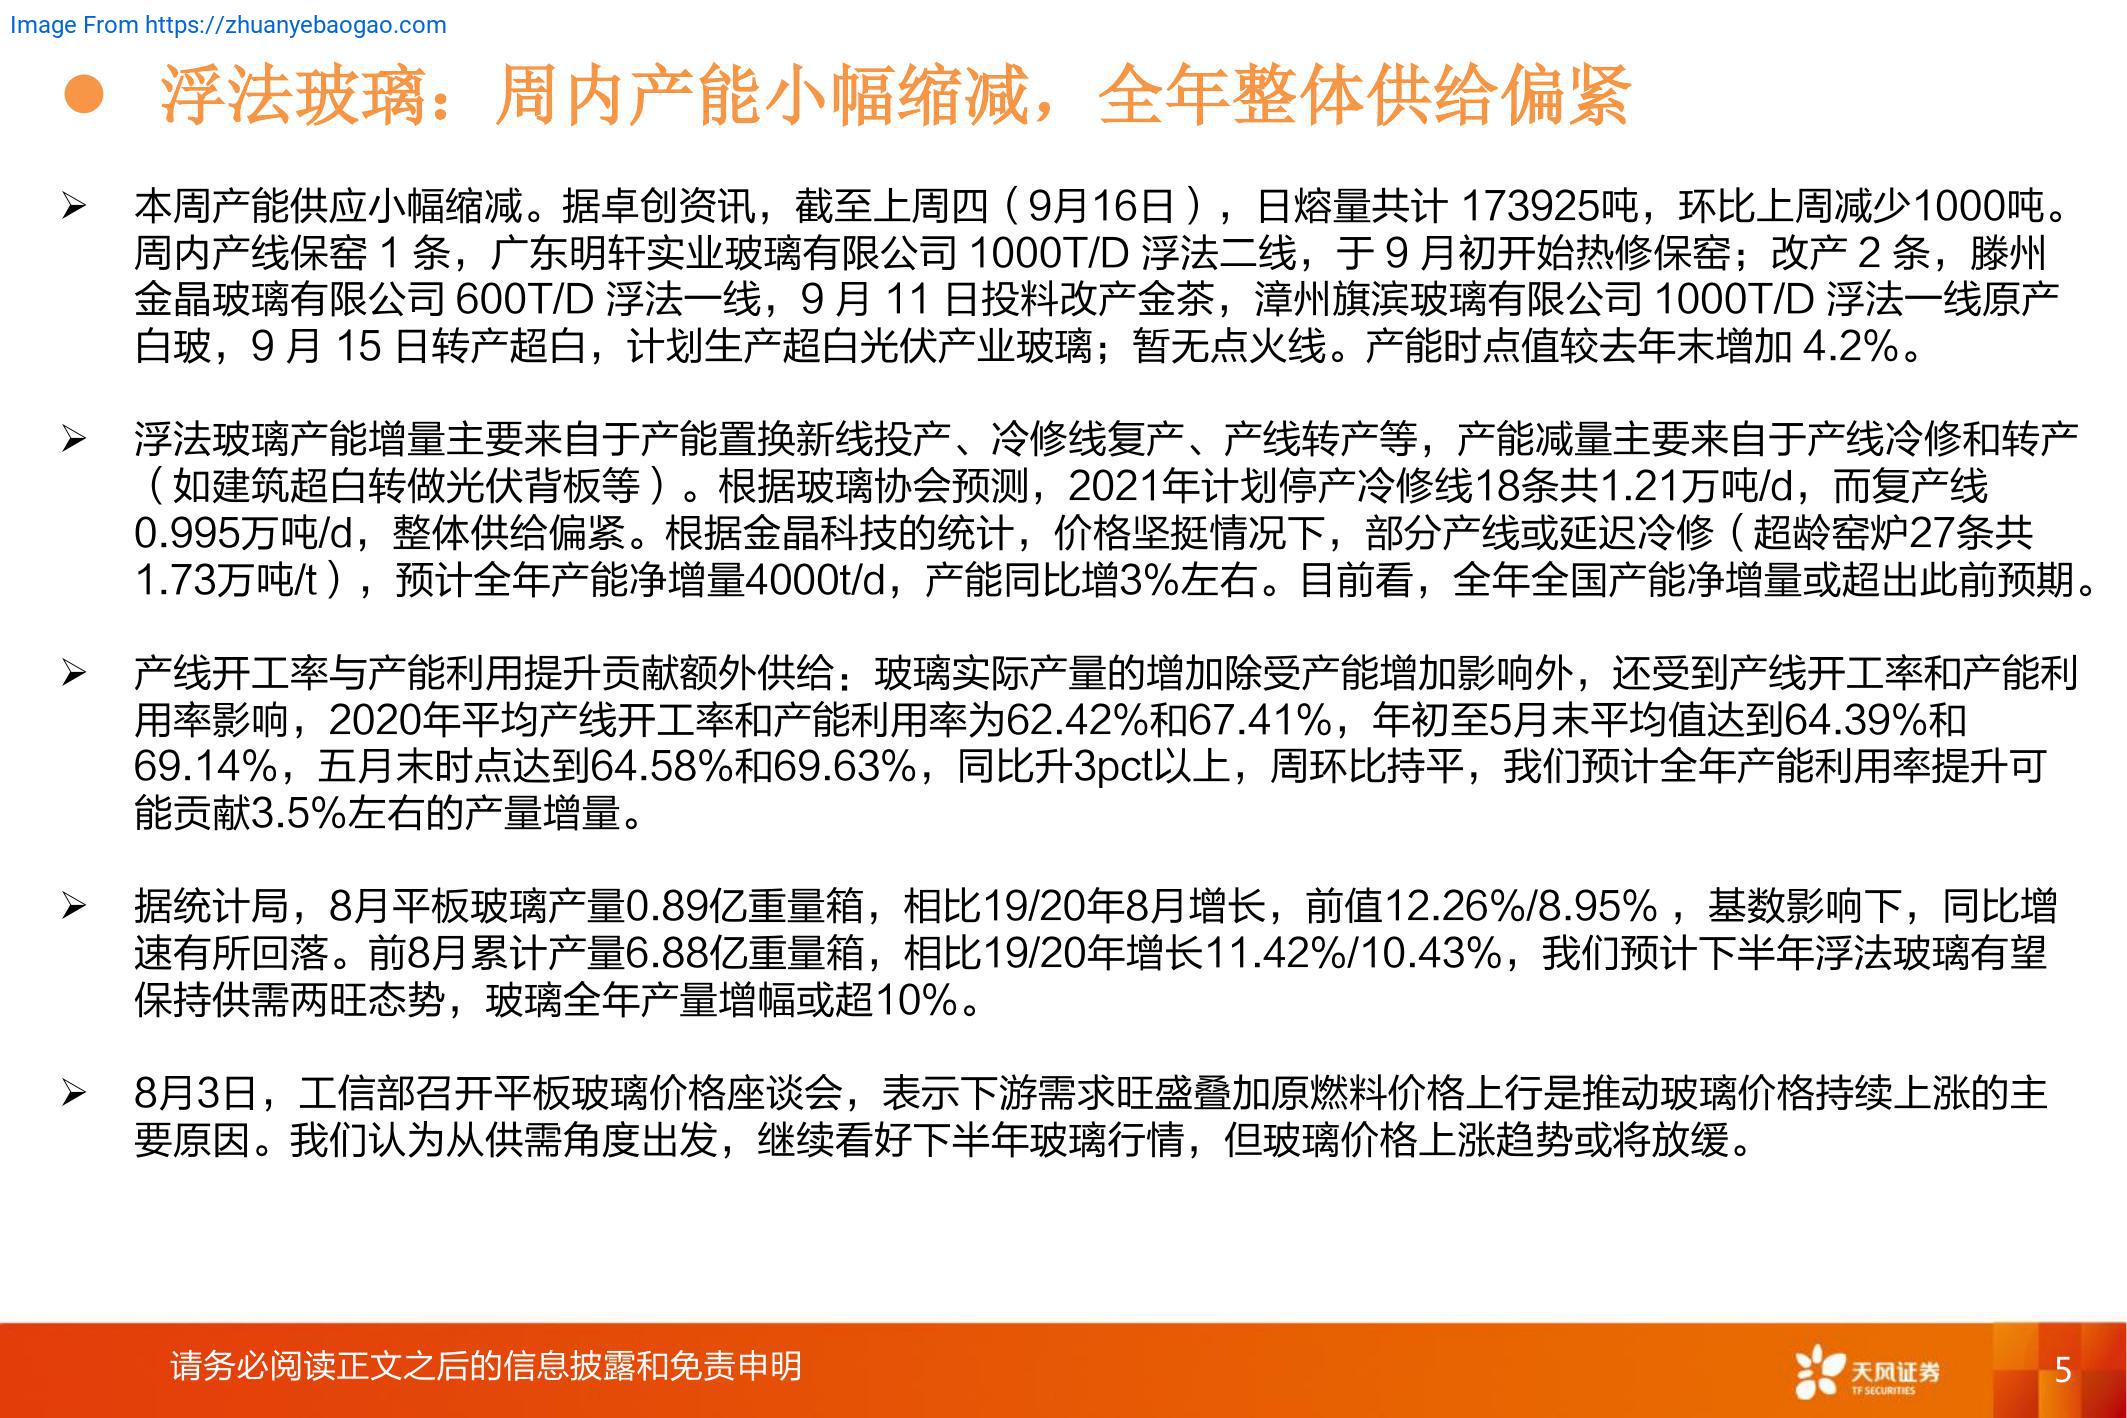 Image From https://zhuanyebaogao.com
● 浮法玻璃：周内产能小幅缩减，全年整体供给偏紧
➢ 本周产能供应小幅缩减。据卓创资讯，截至上周四（9月16日），日熔量共计 173925吨，环比上周减少1000吨。
周内产线保窑 1 条，广东明轩实业玻璃有限公司 1000T/D 浮法二线，于 9 月初开始热修保窑；改产 2 条，滕州
金晶玻璃有限公司 600T/D 浮法一线，9 月 11 日投料改产金茶，漳州旗滨玻璃有限公司 1000T/D 浮法一线原产
白玻，9 月 15 日转产超白，计划生产超白光伏产业玻璃；暂无点火线。产能时点值较去年末增加 4.2%。
➢ 浮法玻璃产能增量主要来自于产能置换新线投产、冷修线复产、产线转产等，产能减量主要来自于产线冷修和转产
（如建筑超白转做光伏背板等）。根据玻璃协会预测，2021年计划停产冷修线18条共1.21万吨/d，而复产线
0.995万吨/d，整体供给偏紧。根据金晶科技的统计，价格坚挺情况下，部分产线或延迟冷修（超龄窑炉27条共
1.73万吨/t），预计全年产能净增量4000t/d，产能同比增3%左右。目前看，全年全国产能净增量或超出此前预期。
➢ 产线开工率与产能利用提升贡献额外供给：玻璃实际产量的增加除受产能增加影响外，还受到产线开工率和产能利
用率影响，2020年平均产线开工率和产能利用率为62.42%和67.41%，年初至5月末平均值达到64.39%和
69.14%，五月末时点达到64.58%和69.63%，同比升3pct以上，周环比持平，我们预计全年产能利用率提升可
能贡献3.5%左右的产量增量。
➢ 据统计局，8月平板玻璃产量0.89亿重量箱，相比19/20年8月增长，前值12.26%/8.95% ，基数影响下，同比增
速有所回落。前8月累计产量6.88亿重量箱，相比19/20年增长11.42%/10.43%，我们预计下半年浮法玻璃有望
保持供需两旺态势，玻璃全年产量增幅或超10%。
➢ 8月3日，工信部召开平板玻璃价格座谈会，表示下游需求旺盛叠加原燃料价格上行是推动玻璃价格持续上涨的主
要原因。我们认为从供需角度出发，继续看好下半年玻璃行情，但玻璃价格上涨趋势或将放缓。
请务必阅读正文之后的信息披露和免责申明
天风证券
TF SECURITIES
5